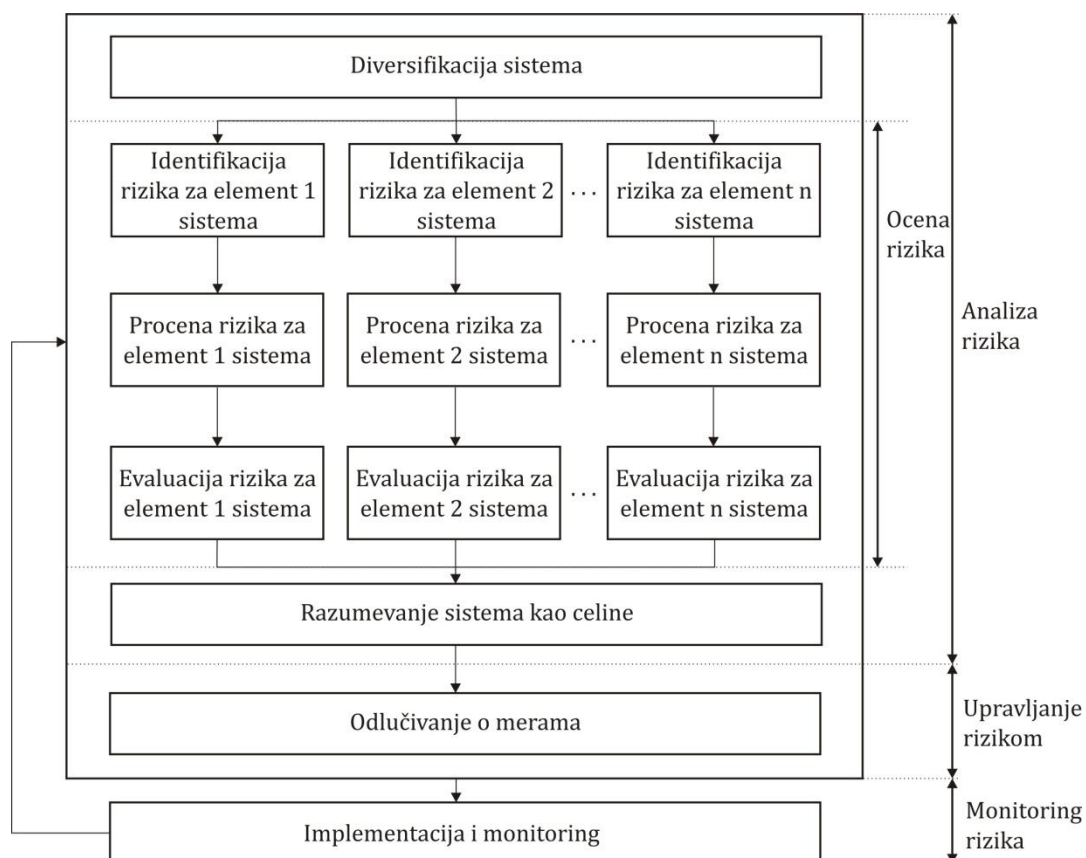 Diversifikacija sistema
Identifikacija
rizika za element 1
sistema
Identifikacija
rizika za element 2
sistema
...
Identifikacija
rizika za element n
sistema
Ocena
rizika
Procena rizika za
element 1 sistema
Procena rizika za
element 2 sistema
...
Procena rizika za
element n sistema
Analiza
rizika
Evaluacija rizika za
element 1 sistema
Evaluacija rizika za
element 2 sistema
...
Evaluacija rizika za
element n sistema
Razumevanje sistema kao celine
Odlučivanje o merama
Upravljanje
rizikom
Implementacija i monitoring
Monitoring
rizika